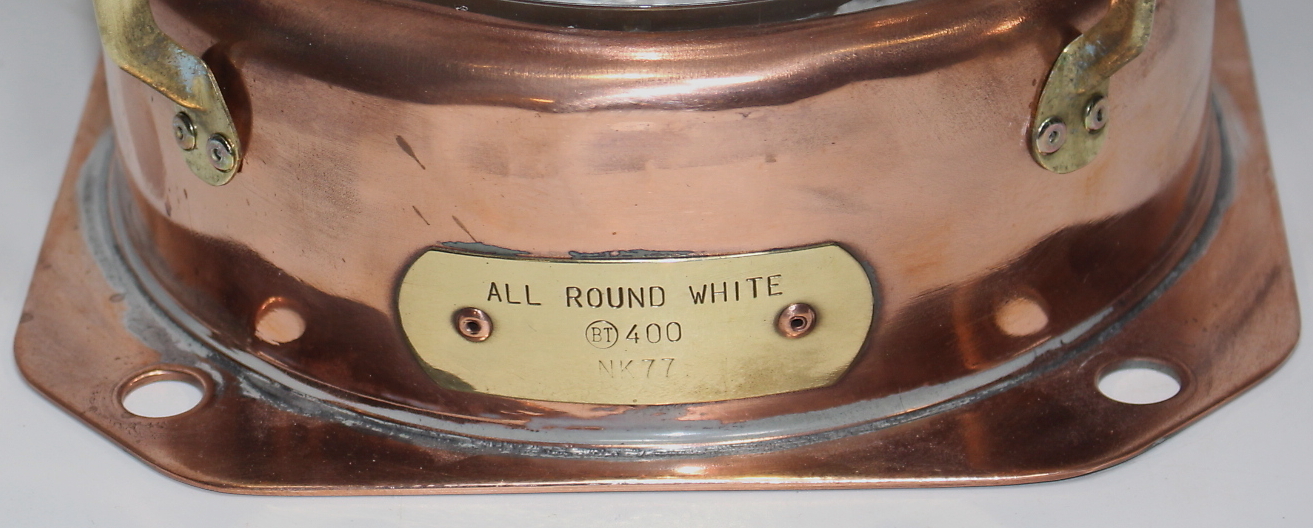 ALL ROUND WHITE
BT 400
NK77